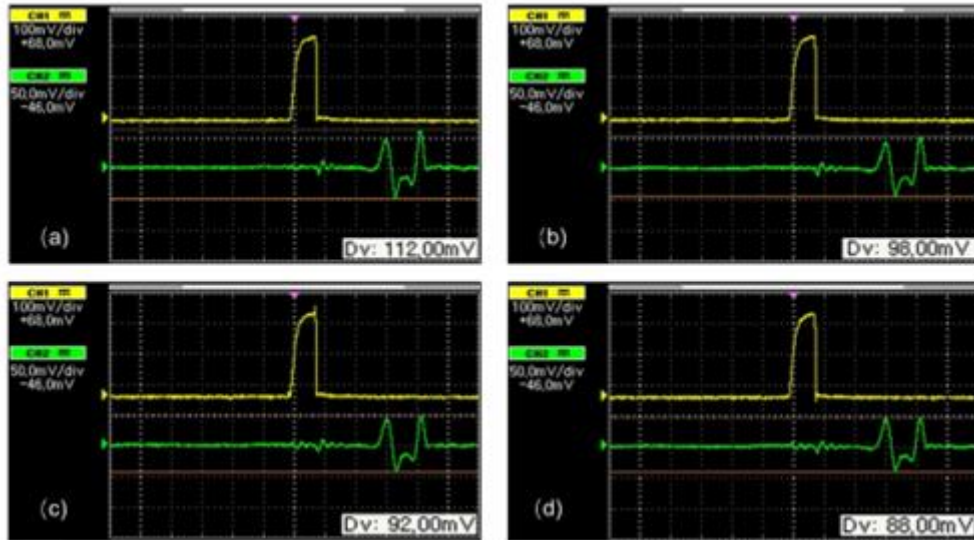 CH1
100mV/div
+68,0mV
CH2
50,0mV/div
-46,0mV
(a)
Dv: 112,00mV
CH1
100mV/div
+68,0mV
CH2
50,0mV/div
-46,0mV
(b)
Dv: 98,00mV
CH1
100mV/div
+68,0mV
CH2
50,0mV/div
-46,0mV
(c)
Dv: 92,00mV
CH1
100mV/div
+68,0mV
CH2
50,0mV/div
-46,0mV
(d)
Dv: 88,00mV